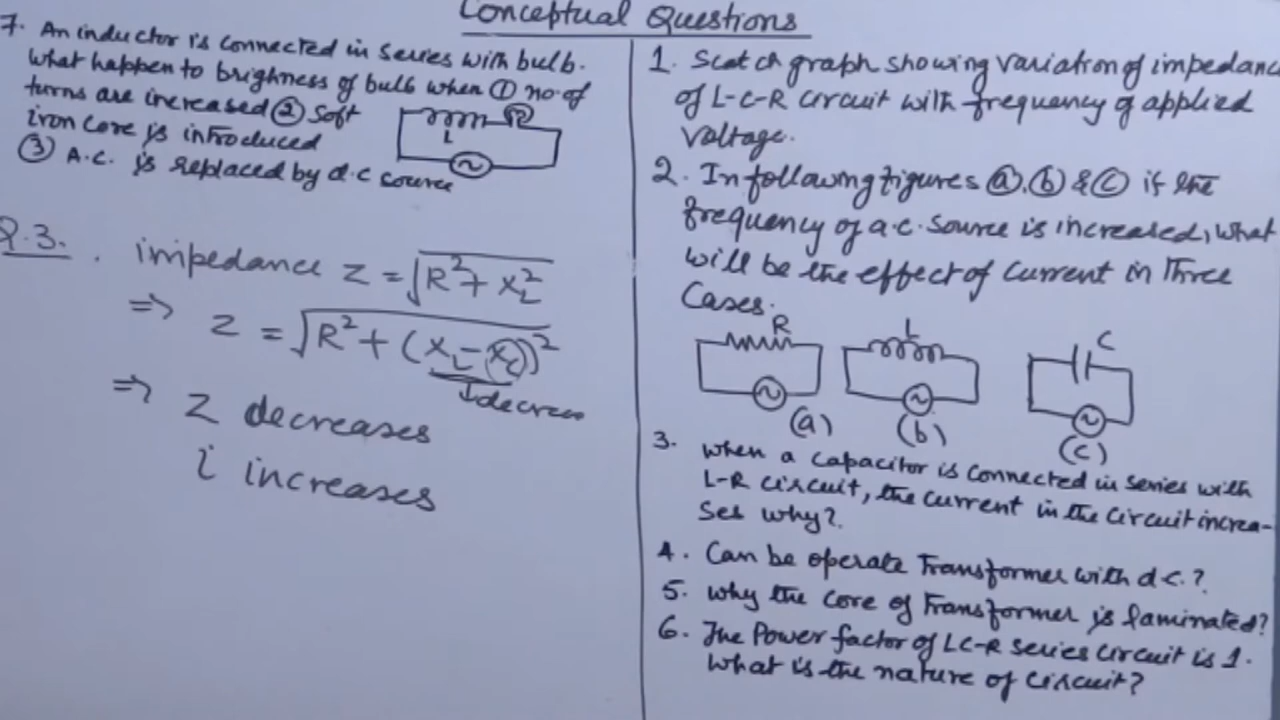 Conceptual Questions
7. An inductor is connected in series with bulb.
what happen to brightness of bulb when ① no of
turns are increased ② Soft
iron core is introduced
③ A.C. is replaced by d.c source
L
~
Q.3. impedance Z = √R²+X_L²
⇒ Z = √R²+(X_L-X_C)²
decreases
⇒ Z decreases
i increases
1. Scetch graph showing variation of impedanc
of L-C-R circuit with frequency of applied
voltage.
2. In following figures ⓐ, ⓑ & ⓒ if the
frequency of a.c. source is increased, what
will be the effect of current in three
Cases.
R L C
~ ~ ~
(a) (b) (c)
3. when a capacitor is connected in series with
L-R circuit, the current in the circuit increa-
ses why?
4. Can be operate Transformer with d.c.?
5. why the core of Transformer is laminated?
6. The Power factor of LC-R series circuit is 1.
what is the nature of circuit?